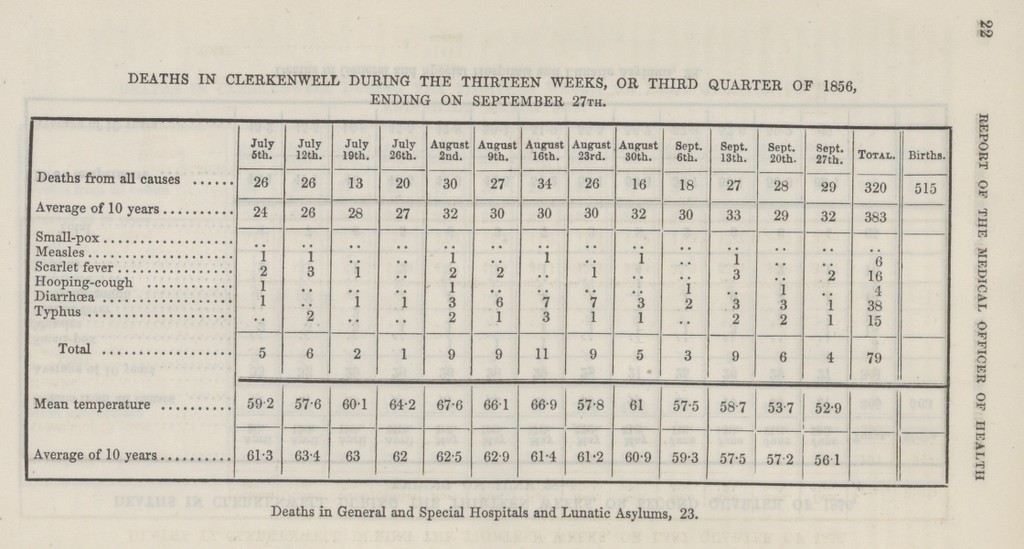 22
REPORT OF THE MEDICAL OFFICER OF HEALTH
DEATHS IN CLERKENWELL DURING THE THIRTEEN WEEKS, OR THIRD QUARTER OF 1856,
ENDING ON SEPTEMBER 27TH.
July 5th. July 12th. July 19th. July 26th. August 2nd. August 9th. August 16th. August 23rd. August 30th. Sept. 6th. Sept. 13th. Sept. 20th. Sept. 27th. TOTAL. Births.
Deaths from all causes ...... 26 26 13 20 30 27 34 26 16 18 27 28 29 320 515
Average of 10 years .......... 24 26 28 27 32 30 30 30 32 30 33 29 32 383
Small-pox .................. .. .. .. .. .. .. .. .. .. .. .. .. .. ..
Measles .................... 1 1 .. .. 1 .. 1 .. 1 .. 1 .. .. 6
Scarlet fever ................ 2 3 1 .. 2 2 .. 1 .. .. 3 .. 2 16
Hooping-cough ............ 1 .. .. .. 1 .. .. .. .. 1 .. 1 .. 4
Diarrhœa .................... 1 .. 1 1 3 6 7 7 3 2 3 3 1 38
Typhus .................... .. 2 .. .. 2 1 3 1 1 .. 2 2 1 15
Total .................. 5 6 2 1 9 9 11 9 5 3 9 6 4 79
Mean temperature .......... 59·2 57·6 60·1 64·2 67·6 66·1 66·9 57·8 61 57·5 58·7 53·7 52·9
Average of 10 years .......... 61·3 63·4 63 62 62·5 62·9 61·4 61·2 60·9 59·3 57·5 57·2 56·1
Deaths in General and Special Hospitals and Lunatic Asylums, 23.